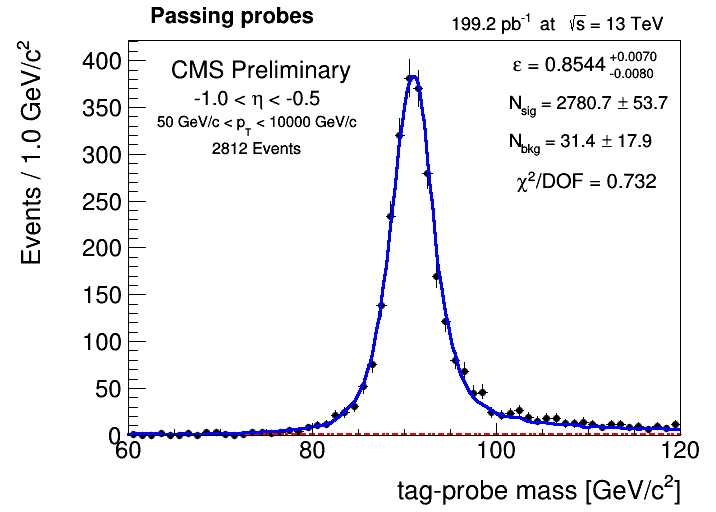 Passing probes
199.2 pb⁻¹ at √s = 13 TeV
CMS Preliminary
-1.0 < η < -0.5
50 GeV/c < p_T < 10000 GeV/c
2812 Events
ε = 0.8544 +0.0070 -0.0080
N_sig = 2780.7 ± 53.7
N_bkg = 31.4 ± 17.9
χ²/DOF = 0.732
Events / 1.0 GeV/c²
400
350
300
250
200
150
100
50
0
60 80 100 120
tag-probe mass [GeV/c²]